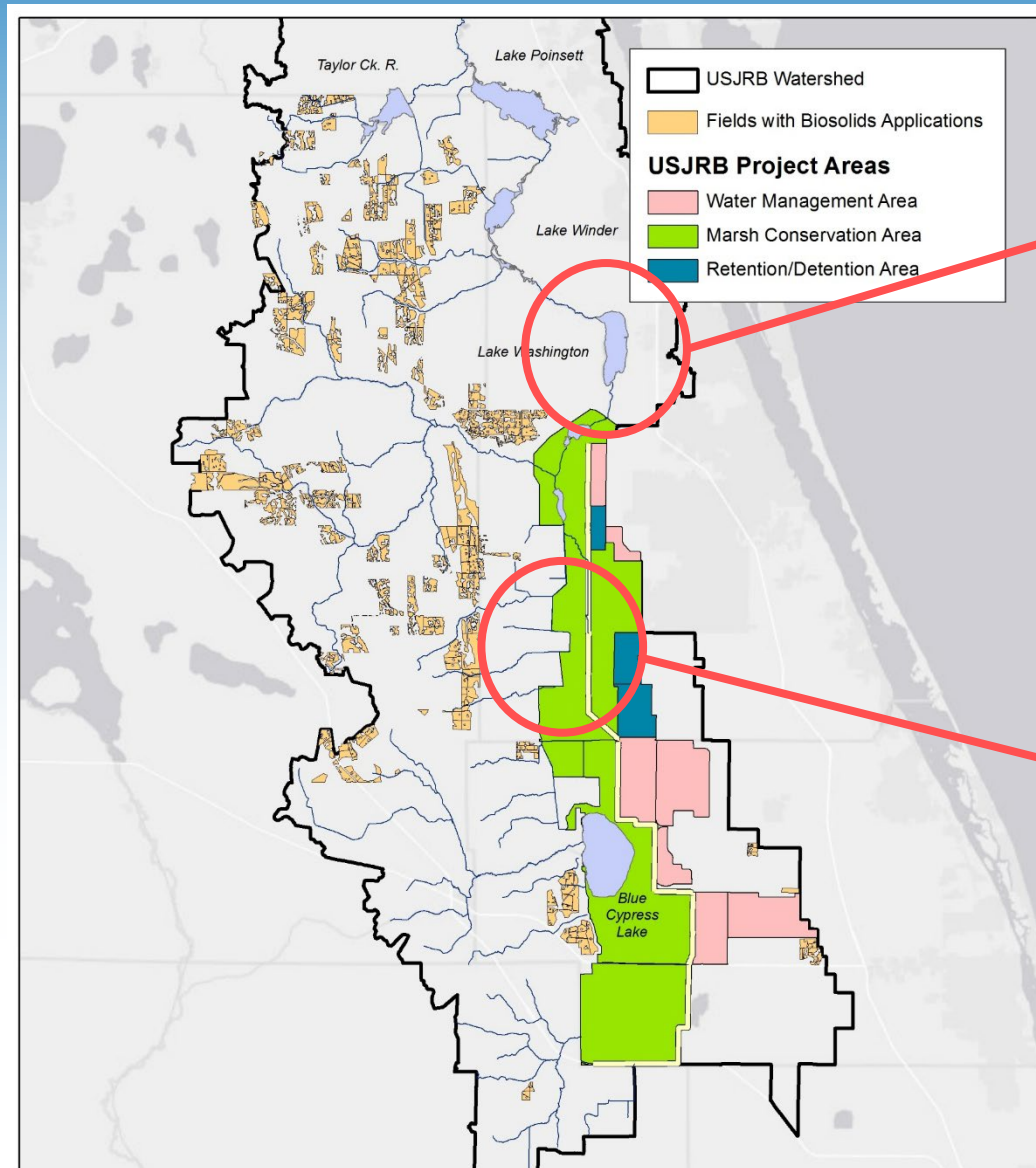 Taylor Ck. R.
Lake Poinsett
USJRB Watershed
Fields with Biosolids Applications
USJRB Project Areas
Water Management Area
Marsh Conservation Area
Retention/Detention Area
Lake Winder
Lake Washington
Blue
Cypress
Lake